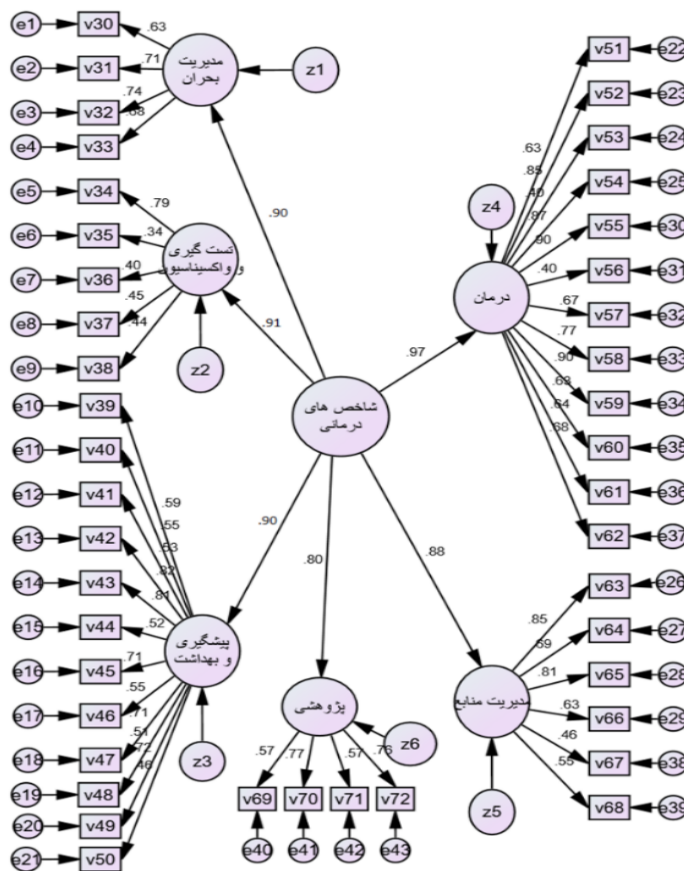 e1 v30 .63
e2 v31 .71
e3 v32 .74
e4 v33 .68
مدیریت
بحران
z1
.90
e5 v34 .79
e6 v35 .34
e7 v36 .40
e8 v37 .45
e9 v38 .44
تست گیری
و واکسیناسیون
z2
.91
e10 v39 .59
e11 v40 .55
e12 v41 .53
e13 v42 .82
e14 v43 .81
e15 v44 .52
e16 v45 .71
e17 v46 .55
e18 v47 .71
e19 v48 .51
e20 v49 .72
e21 v50 .46
پیشگیری
و بهداشت
z3
.90
شاخص های
درمانی
v51 e22 .63
v52 e23 .85
v53 e24 .40
v54 e25 .87
v55 e30 .90
v56 e31 .40
v57 e32 .67
v58 e33 .77
v59 e34 .90
v60 e35 .63
v61 e36 .64
v62 e37 .68
z4
درمان
.97
v63 e26 .85
v64 e27 .59
v65 e28 .81
v66 e29 .63
v67 e38 .46
v68 e39 .55
مدیریت منابع
z5
.88
.80
پژوهشی
z6
.57 .77 .57 .76
v69 v70 v71 v72
e40 e41 e42 e43